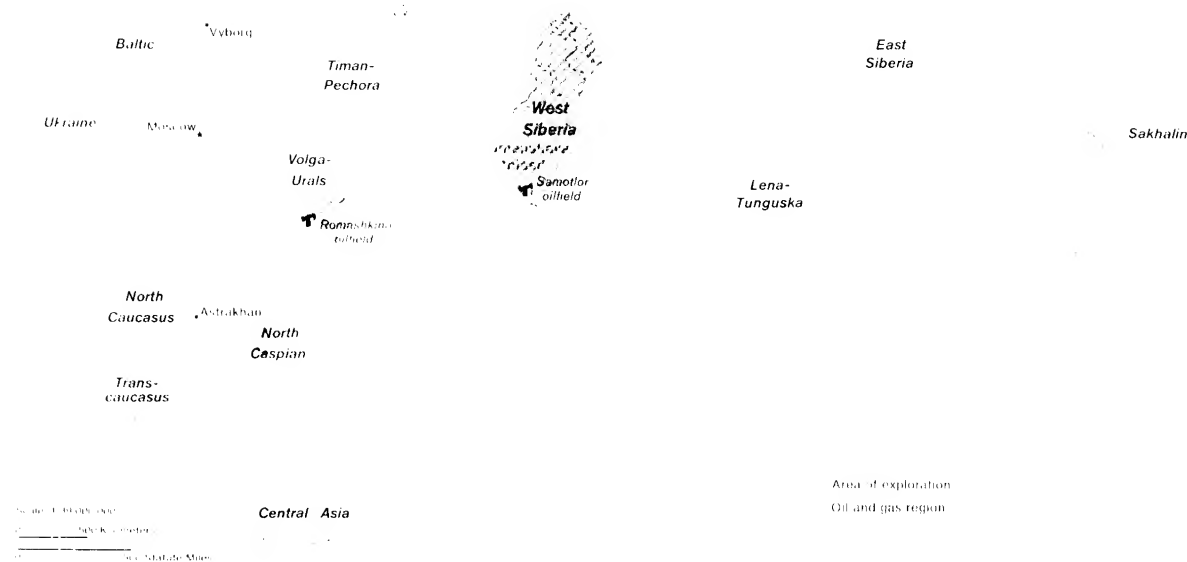 Vyborg
Baltic
East
Siberia
Timan-
Pechora
West
Siberia
Ukraine
Moscow
Sakhalin
Volga-
Urals
Samotlor
oilfield
Lena-
Tunguska
Romashkino
oilfield
North
Caucasus
Astrakhan
North
Caspian
Trans-
caucasus
Area of exploration
Oil and gas region
Central Asia
Statute Miles